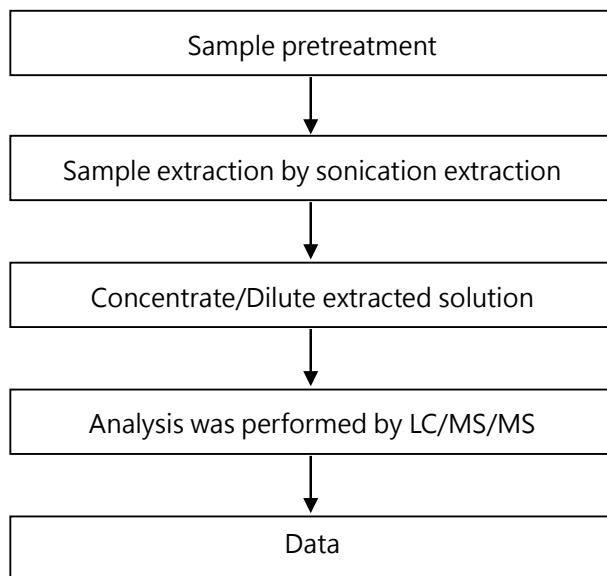 Sample pretreatment
Sample extraction by sonication extraction
Concentrate/Dilute extracted solution
Analysis was performed by LC/MS/MS
Data